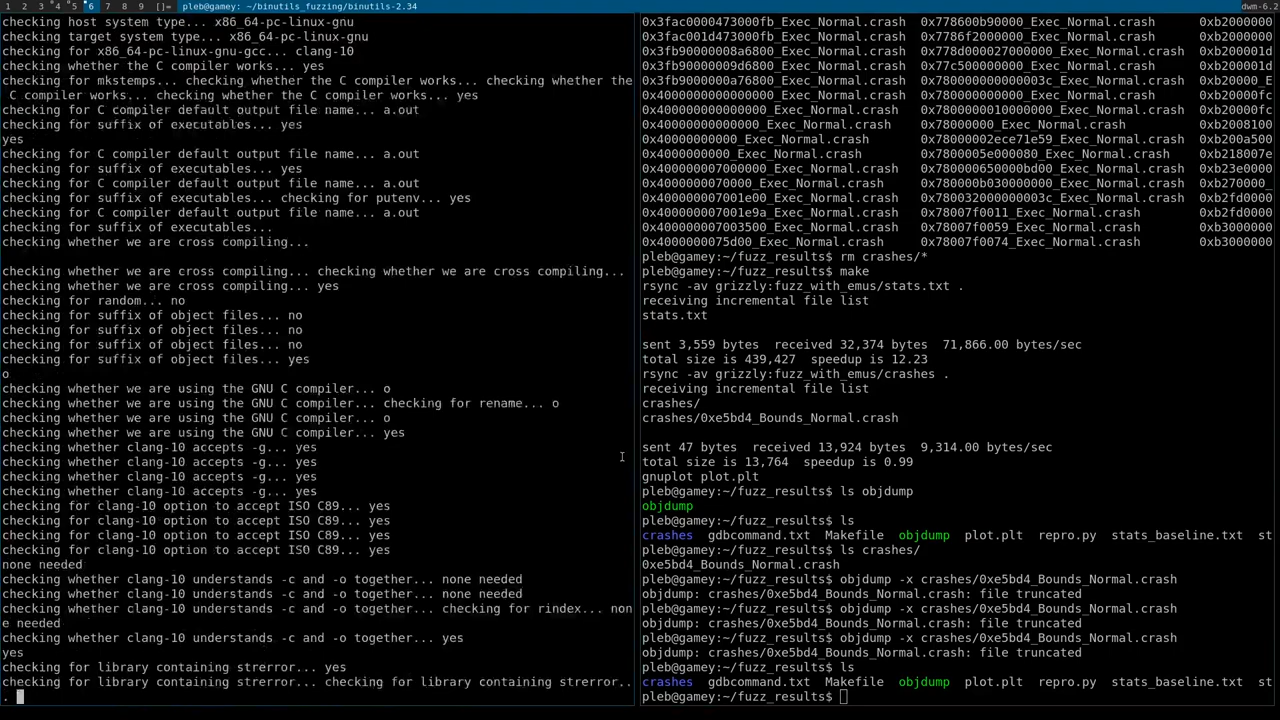 1 2 3 4 5 6 7 8 9 []= pleb@gamey: ~/binutils_fuzzing/binutils-2.34 dwm-6.2
checking host system type... x86_64-pc-linux-gnu
checking target system type... x86_64-pc-linux-gnu
checking for x86_64-pc-linux-gnu-gcc... clang-10
checking whether the C compiler works... yes
checking for mkstemps... checking whether the C compiler works... checking whether the
 C compiler works... checking whether the C compiler works... yes
checking for C compiler default output file name... a.out
checking for suffix of executables... yes
yes
checking for C compiler default output file name... a.out
checking for suffix of executables... yes
checking for C compiler default output file name... a.out
checking for suffix of executables... checking for putenv... yes
checking for C compiler default output file name... a.out
checking for suffix of executables...
checking whether we are cross compiling...
checking whether we are cross compiling... checking whether we are cross compiling...
checking whether we are cross compiling... yes
checking for random... no
checking for suffix of object files... no
checking for suffix of object files... no
checking for suffix of object files... no
checking for suffix of object files... yes
o
checking whether we are using the GNU C compiler... o
checking whether we are using the GNU C compiler... checking for rename... o
checking whether we are using the GNU C compiler... o
checking whether we are using the GNU C compiler... yes
checking whether clang-10 accepts -g... yes
checking whether clang-10 accepts -g... yes
checking whether clang-10 accepts -g... yes
checking whether clang-10 accepts -g... yes
checking for clang-10 option to accept ISO C89... yes
checking for clang-10 option to accept ISO C89... yes
checking for clang-10 option to accept ISO C89... yes
checking for clang-10 option to accept ISO C89... yes
none needed
checking whether clang-10 understands -c and -o together... none needed
checking whether clang-10 understands -c and -o together... none needed
checking whether clang-10 understands -c and -o together... checking for rindex... non
e needed
checking whether clang-10 understands -c and -o together... yes
yes
checking for library containing strerror... yes
checking for library containing strerror... checking for library containing strerror..
.
0x3fac0000473000fb_Exec_Normal.crash 0x778600b90000_Exec_Normal.crash 0xb2000000
0x3fac001d473000fb_Exec_Normal.crash 0x7786f2000000_Exec_Normal.crash 0xb2000000
0x3fb90000008a6800_Exec_Normal.crash 0x778d000027000000_Exec_Normal.crash 0xb200001d
0x3fb90000009d6800_Exec_Normal.crash 0x77c500000000_Exec_Normal.crash 0xb200001d
0x3fb9000000a76800_Exec_Normal.crash 0x780000000000003c_Exec_Normal.crash 0xb20000_E
0x4000000000000000_Exec_Normal.crash 0x7800000000000000_Exec_Normal.crash 0xb20000fc
0x400000000000000_Exec_Normal.crash 0x7800000010000000_Exec_Normal.crash 0xb20000fc
0x40000000000000_Exec_Normal.crash 0x78000000_Exec_Normal.crash 0xb2008100
0x4000000000_Exec_Normal.crash 0x78000002ece71e59_Exec_Normal.crash 0xb200a500
0x4000000000_Exec_Normal.crash 0x7800005e000080_Exec_Normal.crash 0xb218007e
0x4000000007000000_Exec_Normal.crash 0x780000650000bd00_Exec_Normal.crash 0xb23e0000
0x400000000070000_Exec_Normal.crash 0x780000b030000000_Exec_Normal.crash 0xb270000_
0x4000000007001e00_Exec_Normal.crash 0x780032000000003c_Exec_Normal.crash 0xb2fd0000
0x4000000007001e9a_Exec_Normal.crash 0x78007f0011_Exec_Normal.crash 0xb2fd0000
0x4000000007003500_Exec_Normal.crash 0x78007f0059_Exec_Normal.crash 0xb3000000
0x4000000075d00_Exec_Normal.crash 0x78007f0074_Exec_Normal.crash 0xb3000000
pleb@gamey:~/fuzz_results$ rm crashes/*
pleb@gamey:~/fuzz_results$ make
rsync -av grizzly:fuzz_with_emus/stats.txt .
receiving incremental file list
stats.txt
sent 3,559 bytes  received 32,374 bytes  71,866.00 bytes/sec
total size is 439,427  speedup is 12.23
rsync -av grizzly:fuzz_with_emus/crashes .
receiving incremental file list
crashes/
crashes/0xe5bd4_Bounds_Normal.crash
sent 47 bytes  received 13,924 bytes  9,314.00 bytes/sec
total size is 13,764  speedup is 0.99
gnuplot plot.plt
pleb@gamey:~/fuzz_results$ ls objdump
objdump
pleb@gamey:~/fuzz_results$ ls
crashes  gdbcommand.txt  Makefile  objdump  plot.plt  repro.py  stats_baseline.txt  st
pleb@gamey:~/fuzz_results$ ls crashes/
0xe5bd4_Bounds_Normal.crash
pleb@gamey:~/fuzz_results$ objdump -x crashes/0xe5bd4_Bounds_Normal.crash
objdump: crashes/0xe5bd4_Bounds_Normal.crash: file truncated
pleb@gamey:~/fuzz_results$ objdump -x crashes/0xe5bd4_Bounds_Normal.crash
objdump: crashes/0xe5bd4_Bounds_Normal.crash: file truncated
pleb@gamey:~/fuzz_results$ objdump -x crashes/0xe5bd4_Bounds_Normal.crash
objdump: crashes/0xe5bd4_Bounds_Normal.crash: file truncated
pleb@gamey:~/fuzz_results$ ls
crashes  gdbcommand.txt  Makefile  objdump  plot.plt  repro.py  stats_baseline.txt  st
pleb@gamey:~/fuzz_results$